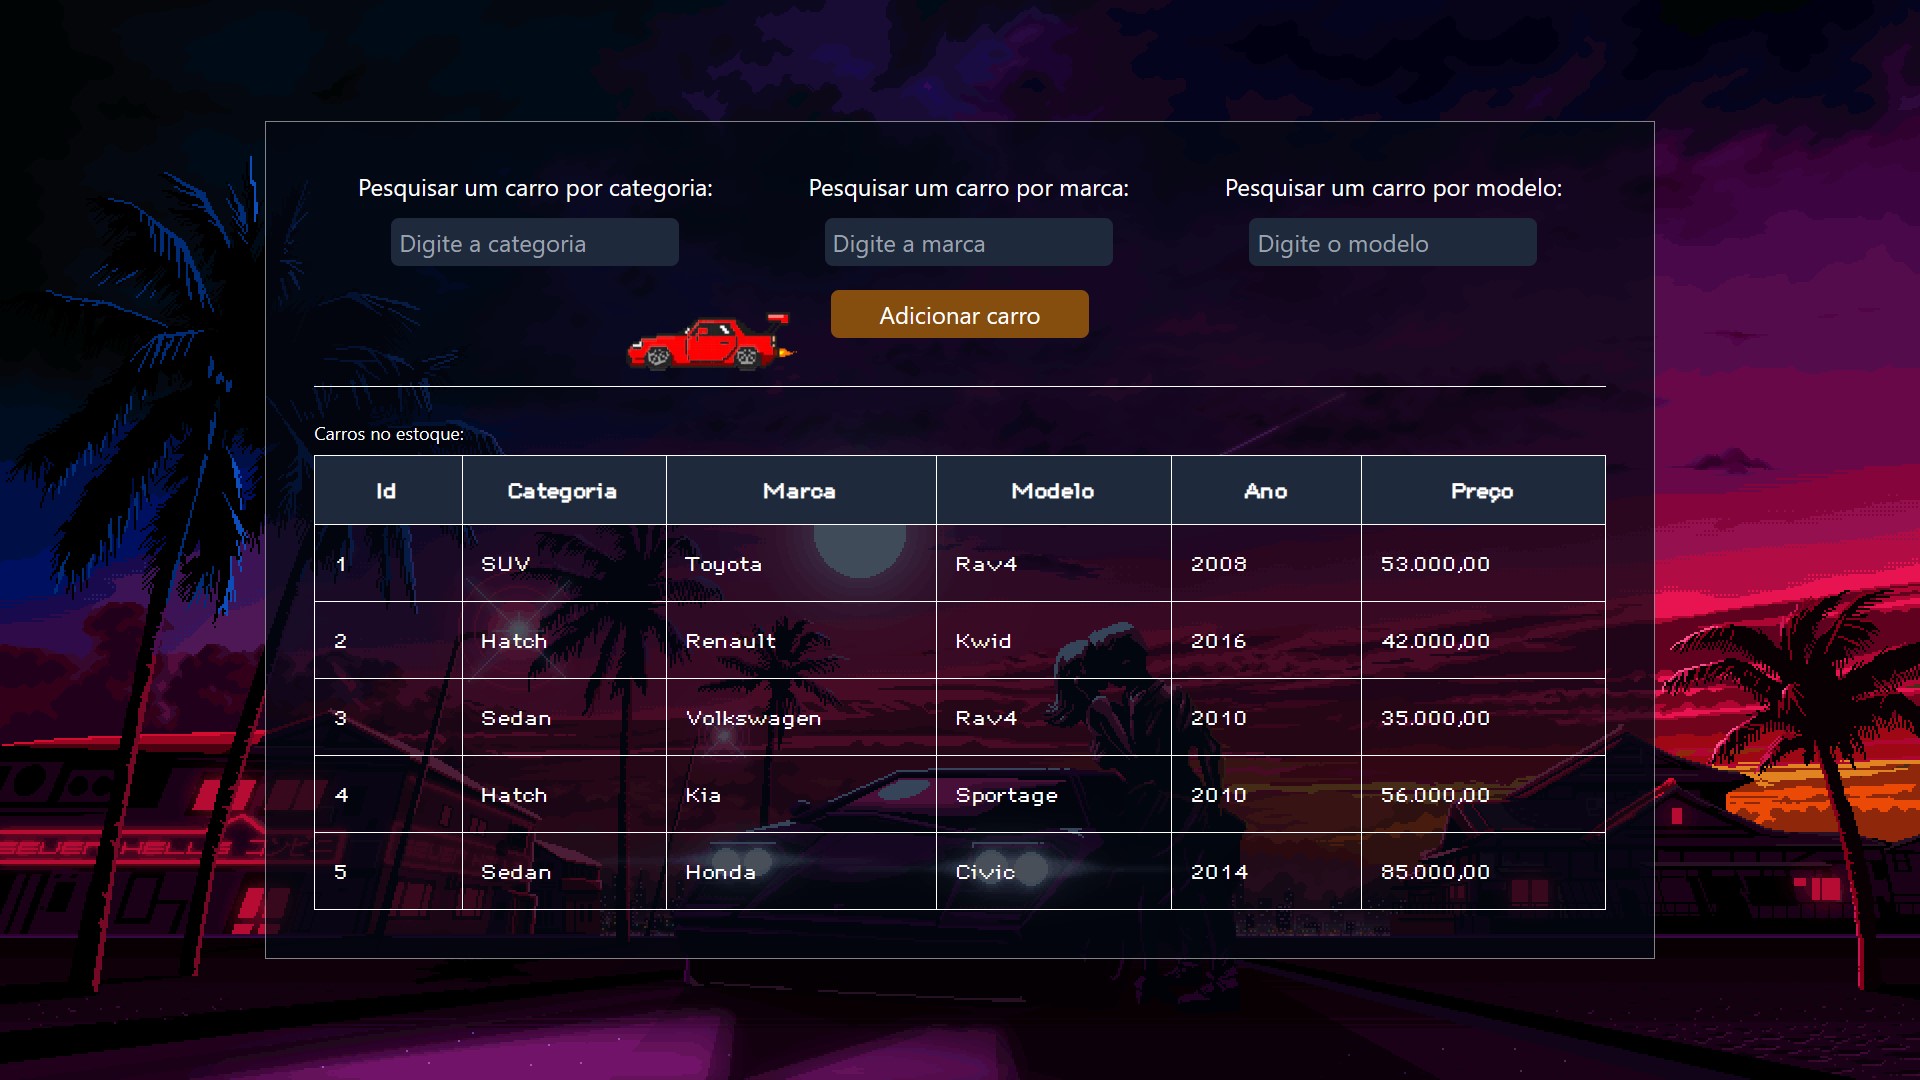 Pesquisar um carro por categoria: Pesquisar um carro por marca: Pesquisar um carro por modelo:
Digite a categoria Digite a marca Digite o modelo
Adicionar carro
Carros no estoque:
Id Categoria Marca Modelo Ano Preço
1 SUV Toyota Rav4 2008 53.000,00
2 Hatch Renault Kwid 2016 42.000,00
3 Sedan Volkswagen Rav4 2010 35.000,00
4 Hatch Kia Sportage 2010 56.000,00
5 Sedan Honda Civic 2014 85.000,00